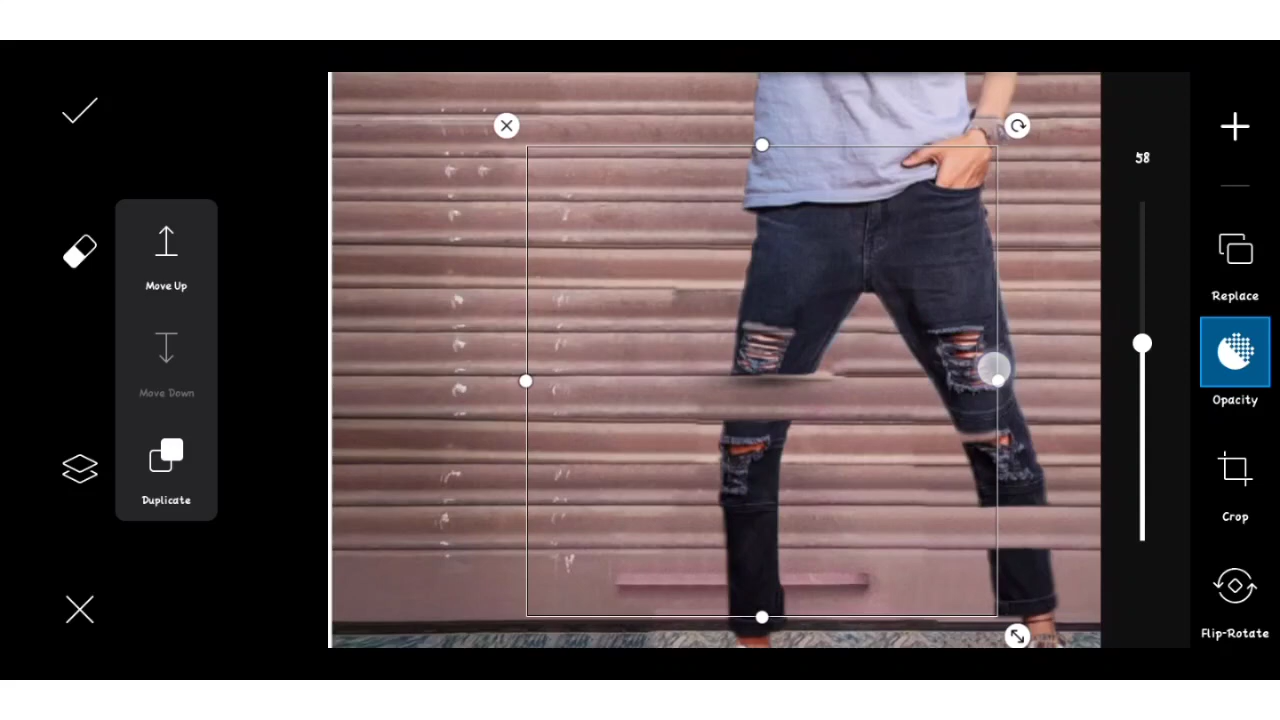 Move Up
Move Down
Duplicate
58
Replace
Opacity
Crop
Flip-Rotate